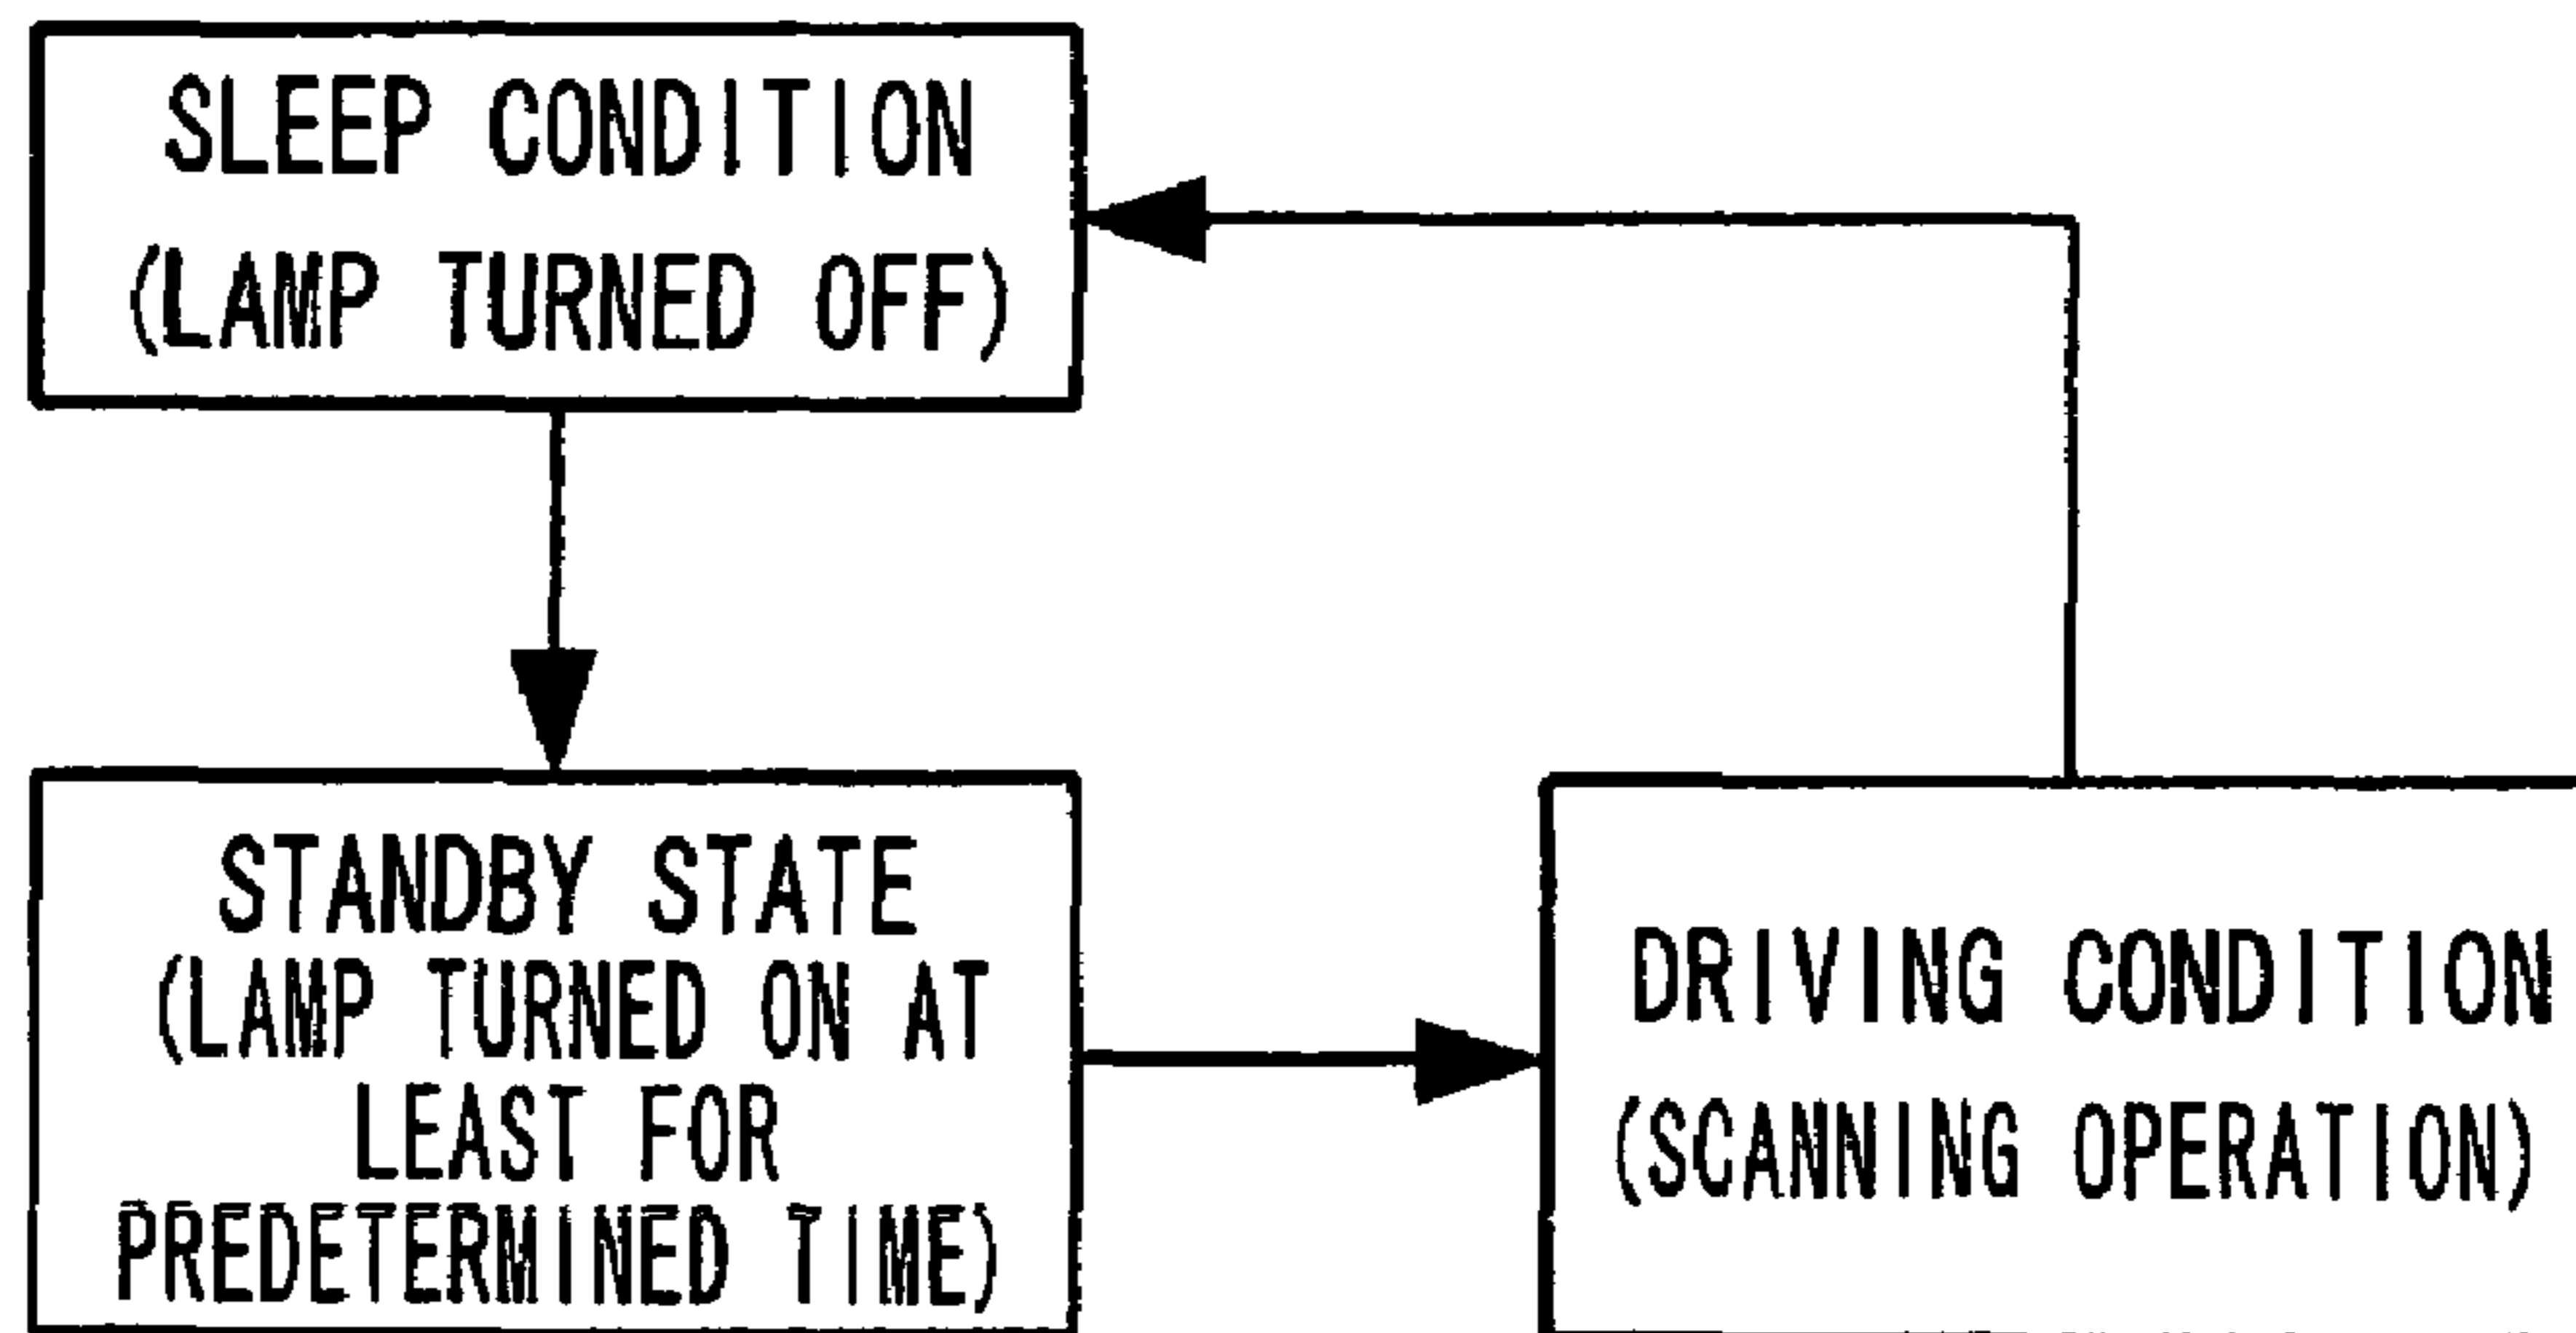 SLEEP CONDITION
(LAMP TURNED OFF)
STANDBY STATE
(LAMP TURNED ON AT
LEAST FOR
PREDETERMINED TIME)
DRIVING CONDITION
(SCANNING OPERATION)